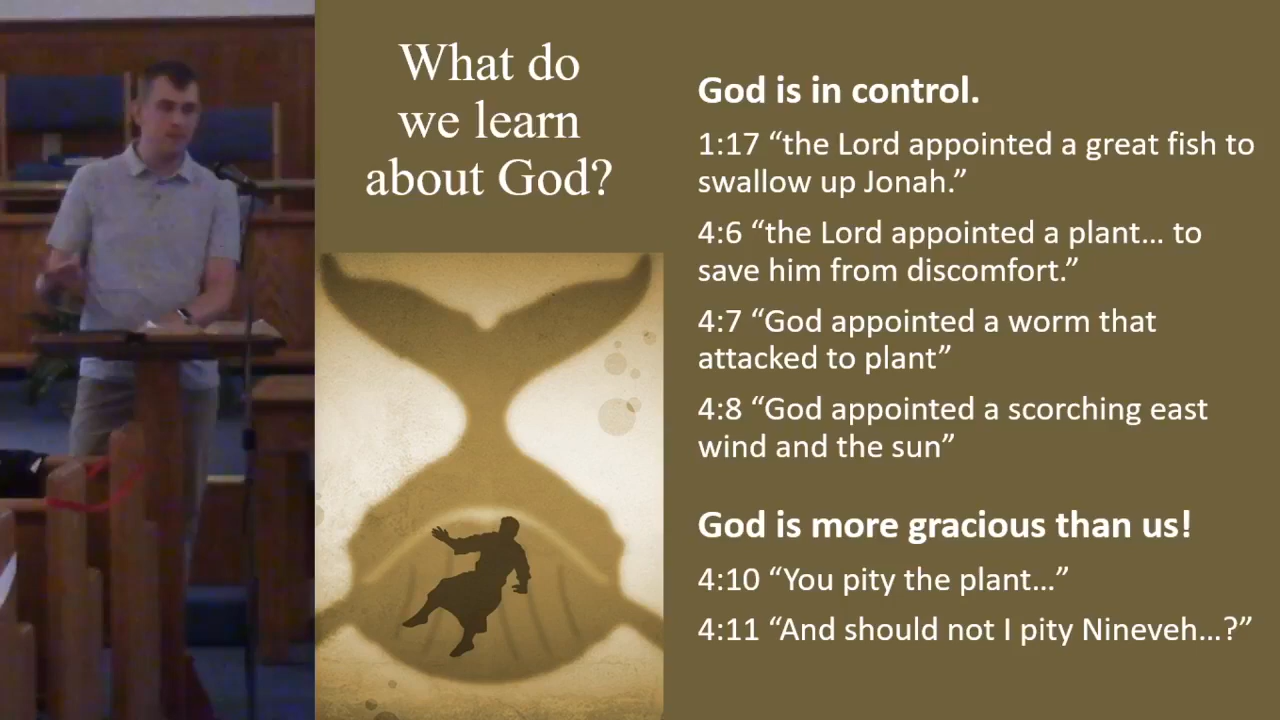 What do
we learn
about God?
God is in control.
1:17 “the Lord appointed a great fish to
swallow up Jonah.”
4:6 “the Lord appointed a plant… to
save him from discomfort.”
4:7 “God appointed a worm that
attacked to plant”
4:8 “God appointed a scorching east
wind and the sun”
God is more gracious than us!
4:10 “You pity the plant…”
4:11 “And should not I pity Nineveh…?”